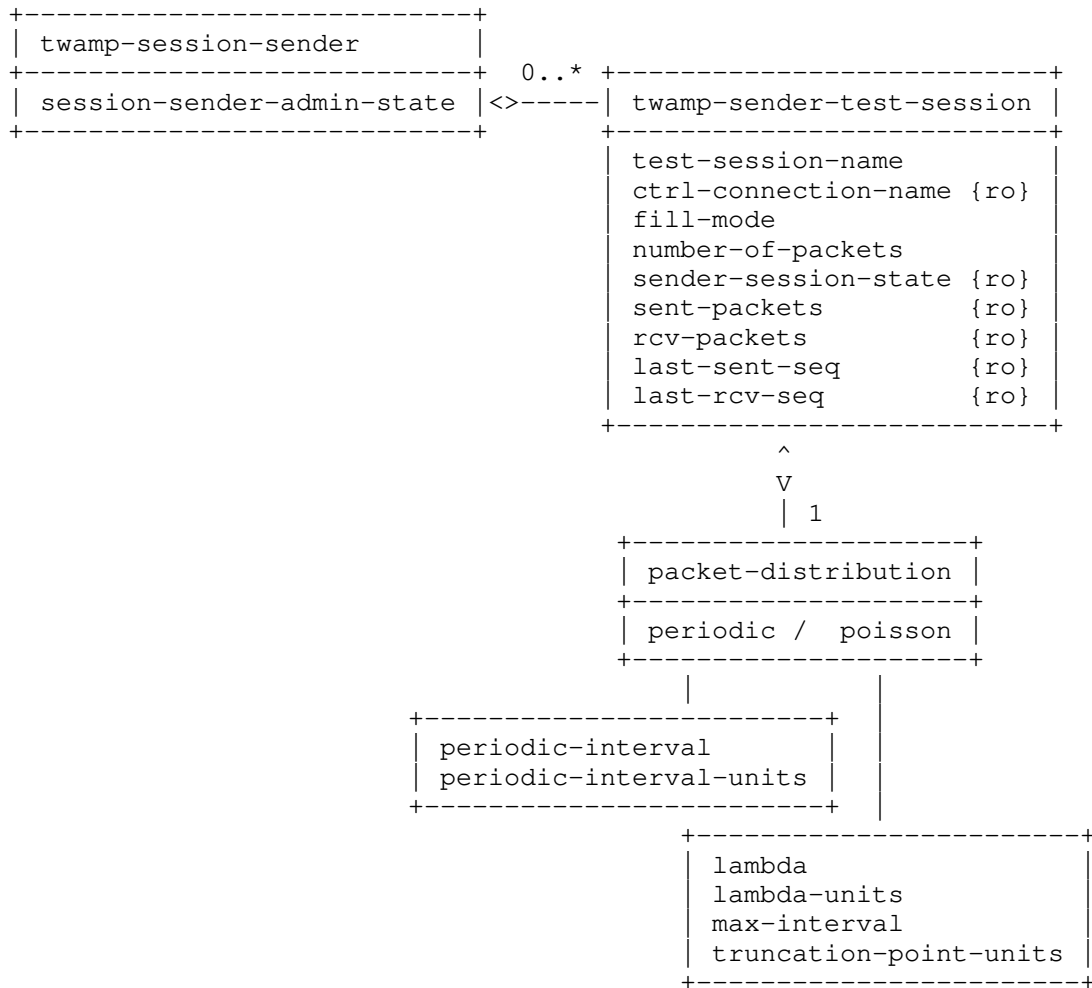 twamp-session-sender
0..*
session-sender-admin-state <> twamp-sender-test-session
test-session-name
ctrl-connection-name {ro}
fill-mode
number-of-packets
sender-session-state {ro}
sent-packets {ro}
rcv-packets {ro}
last-sent-seq {ro}
last-rcv-seq {ro}
^
V
1
packet-distribution
periodic / poisson
periodic-interval
periodic-interval-units
lambda
lambda-units
max-interval
truncation-point-units